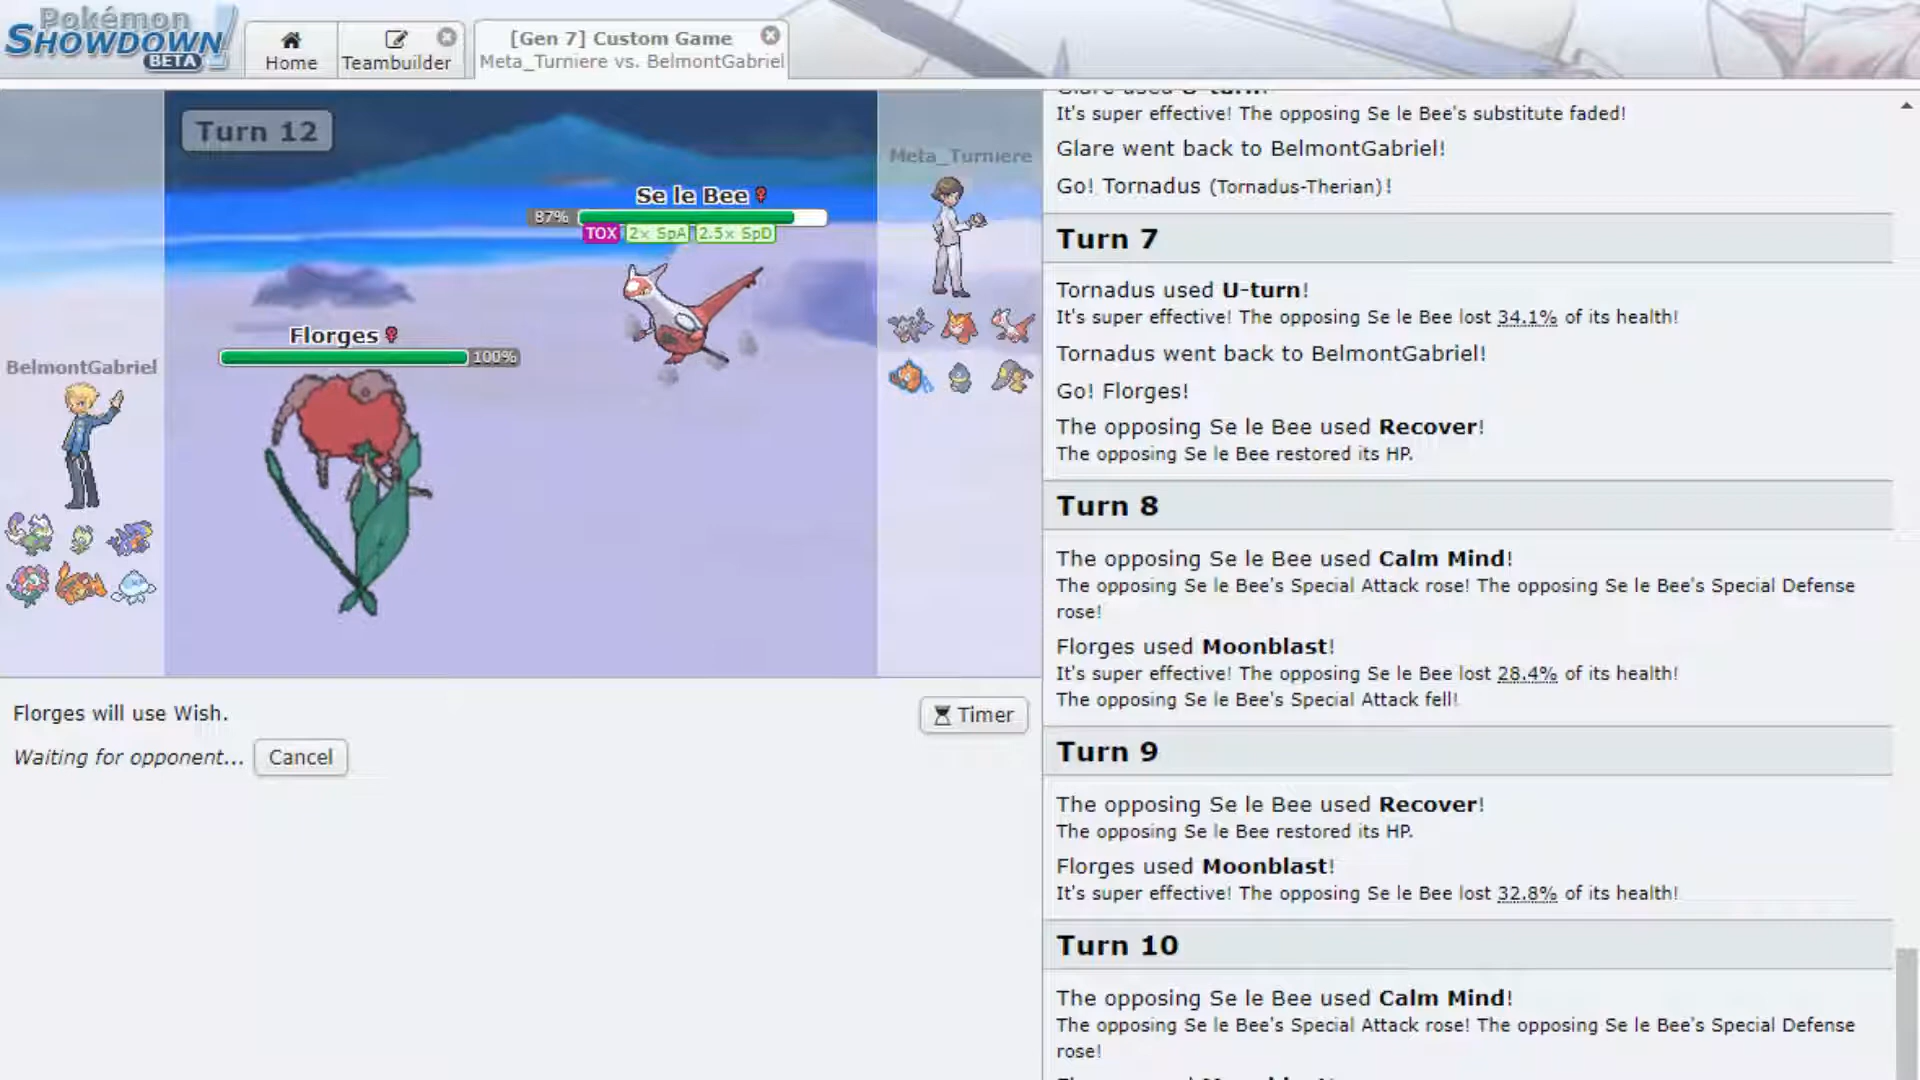 Pokémon
SHOWDOWN!
BETA
Home
Teambuilder
[Gen 7] Custom Game
Meta_Turniere vs. BelmontGabriel
Turn 12
Se le Bee
87%
TOX 2× SpA 2.5× SpD
Florges
100%
BelmontGabriel
Meta_Turniere
Florges will use Wish.
Waiting for opponent... Cancel
Timer
Glare used U-turn!
It's super effective! The opposing Se le Bee's substitute faded!
Glare went back to BelmontGabriel!
Go! Tornadus (Tornadus-Therian)!
Turn 7
Tornadus used U-turn!
It's super effective! The opposing Se le Bee lost 34.1% of its health!
Tornadus went back to BelmontGabriel!
Go! Florges!
The opposing Se le Bee used Recover!
The opposing Se le Bee restored its HP.
Turn 8
The opposing Se le Bee used Calm Mind!
The opposing Se le Bee's Special Attack rose! The opposing Se le Bee's Special Defense
rose!
Florges used Moonblast!
It's super effective! The opposing Se le Bee lost 28.4% of its health!
The opposing Se le Bee's Special Attack fell!
Turn 9
The opposing Se le Bee used Recover!
The opposing Se le Bee restored its HP.
Florges used Moonblast!
It's super effective! The opposing Se le Bee lost 32.8% of its health!
Turn 10
The opposing Se le Bee used Calm Mind!
The opposing Se le Bee's Special Attack rose! The opposing Se le Bee's Special Defense
rose!